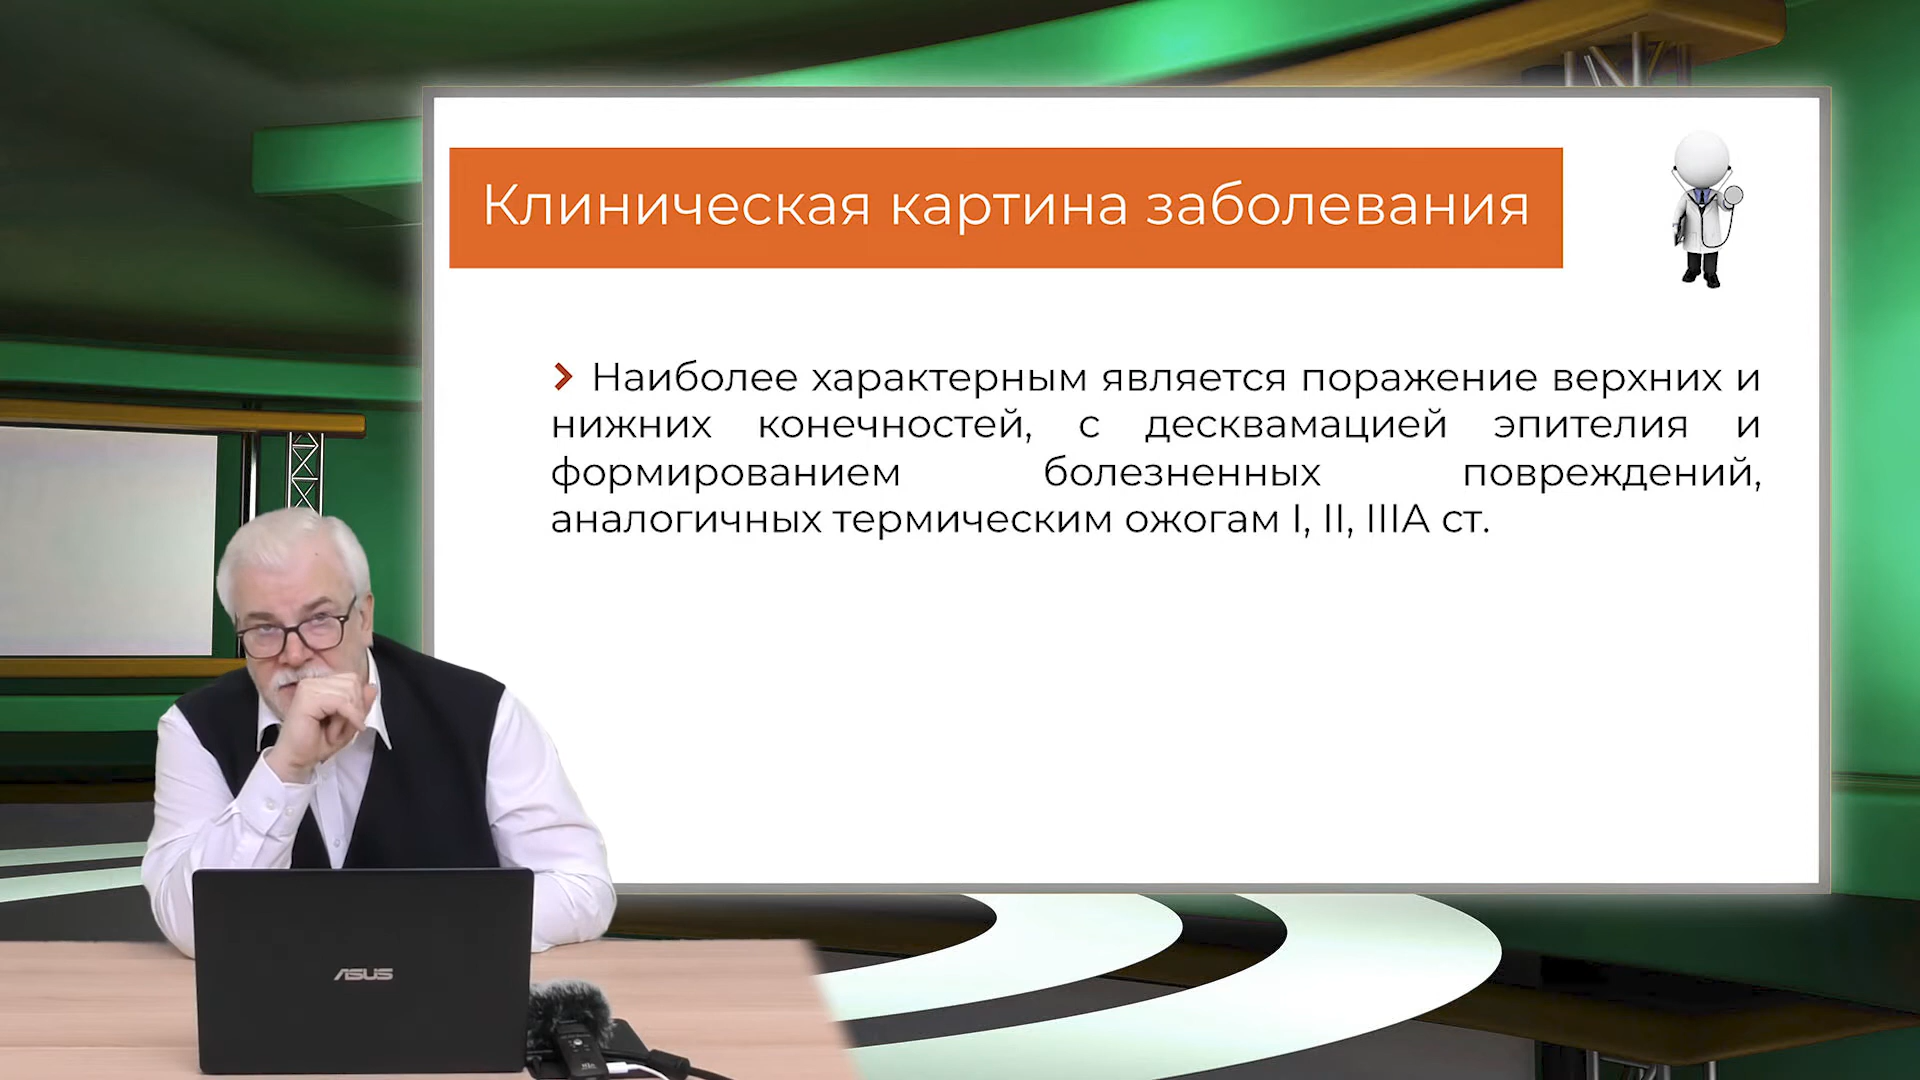 Клиническая картина заболевания
Наиболее характерным является поражение верхних и
нижних конечностей, с десквамацией эпителия и
формированием болезненных повреждений,
аналогичных термическим ожогам I, II, IIIА ст.
ASUS